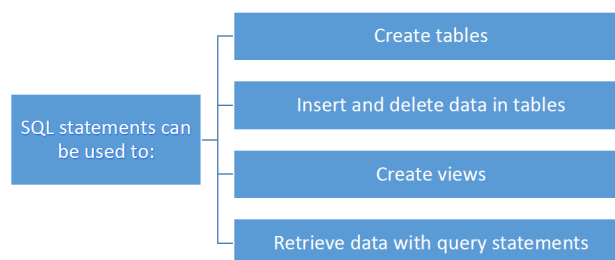 SQL statements can
be used to:
Create tables
Insert and delete data in tables
Create views
Retrieve data with query statements